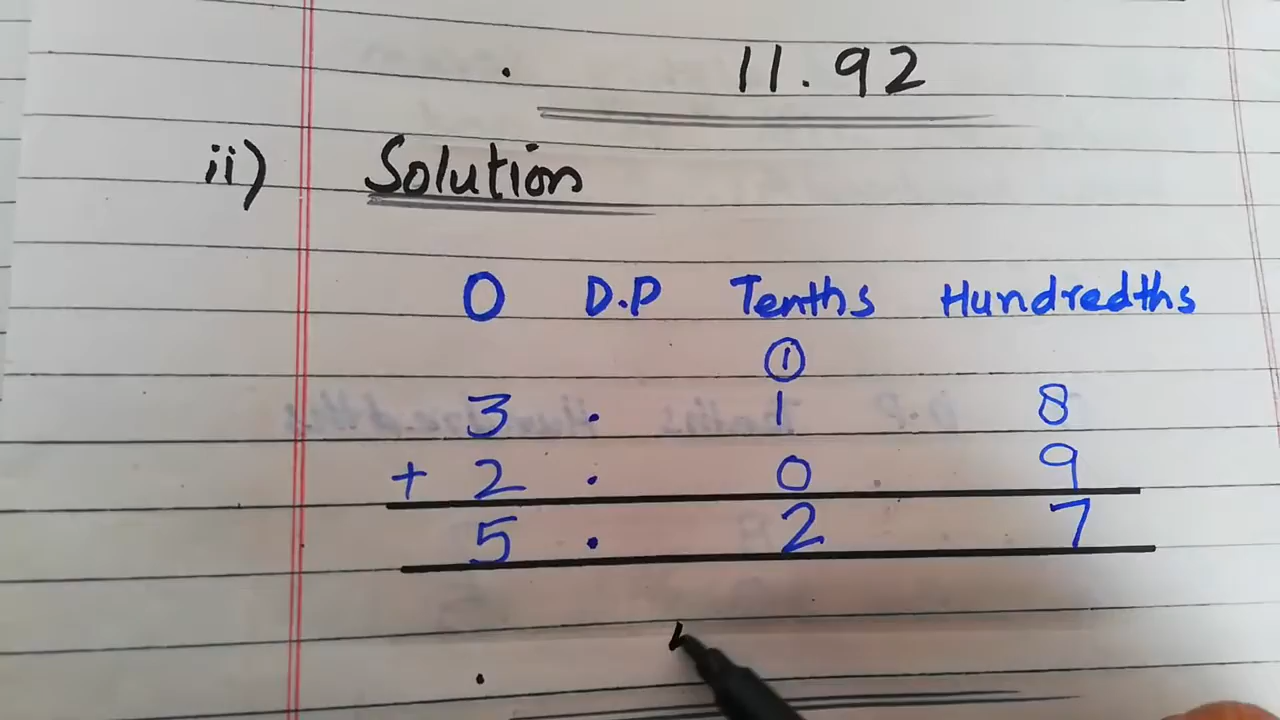 . 11.92
ii) Solution
O D.P Tenths Hundredths
①
3 . 1 8
+ 2 . 0 9
5 . 2 7
.